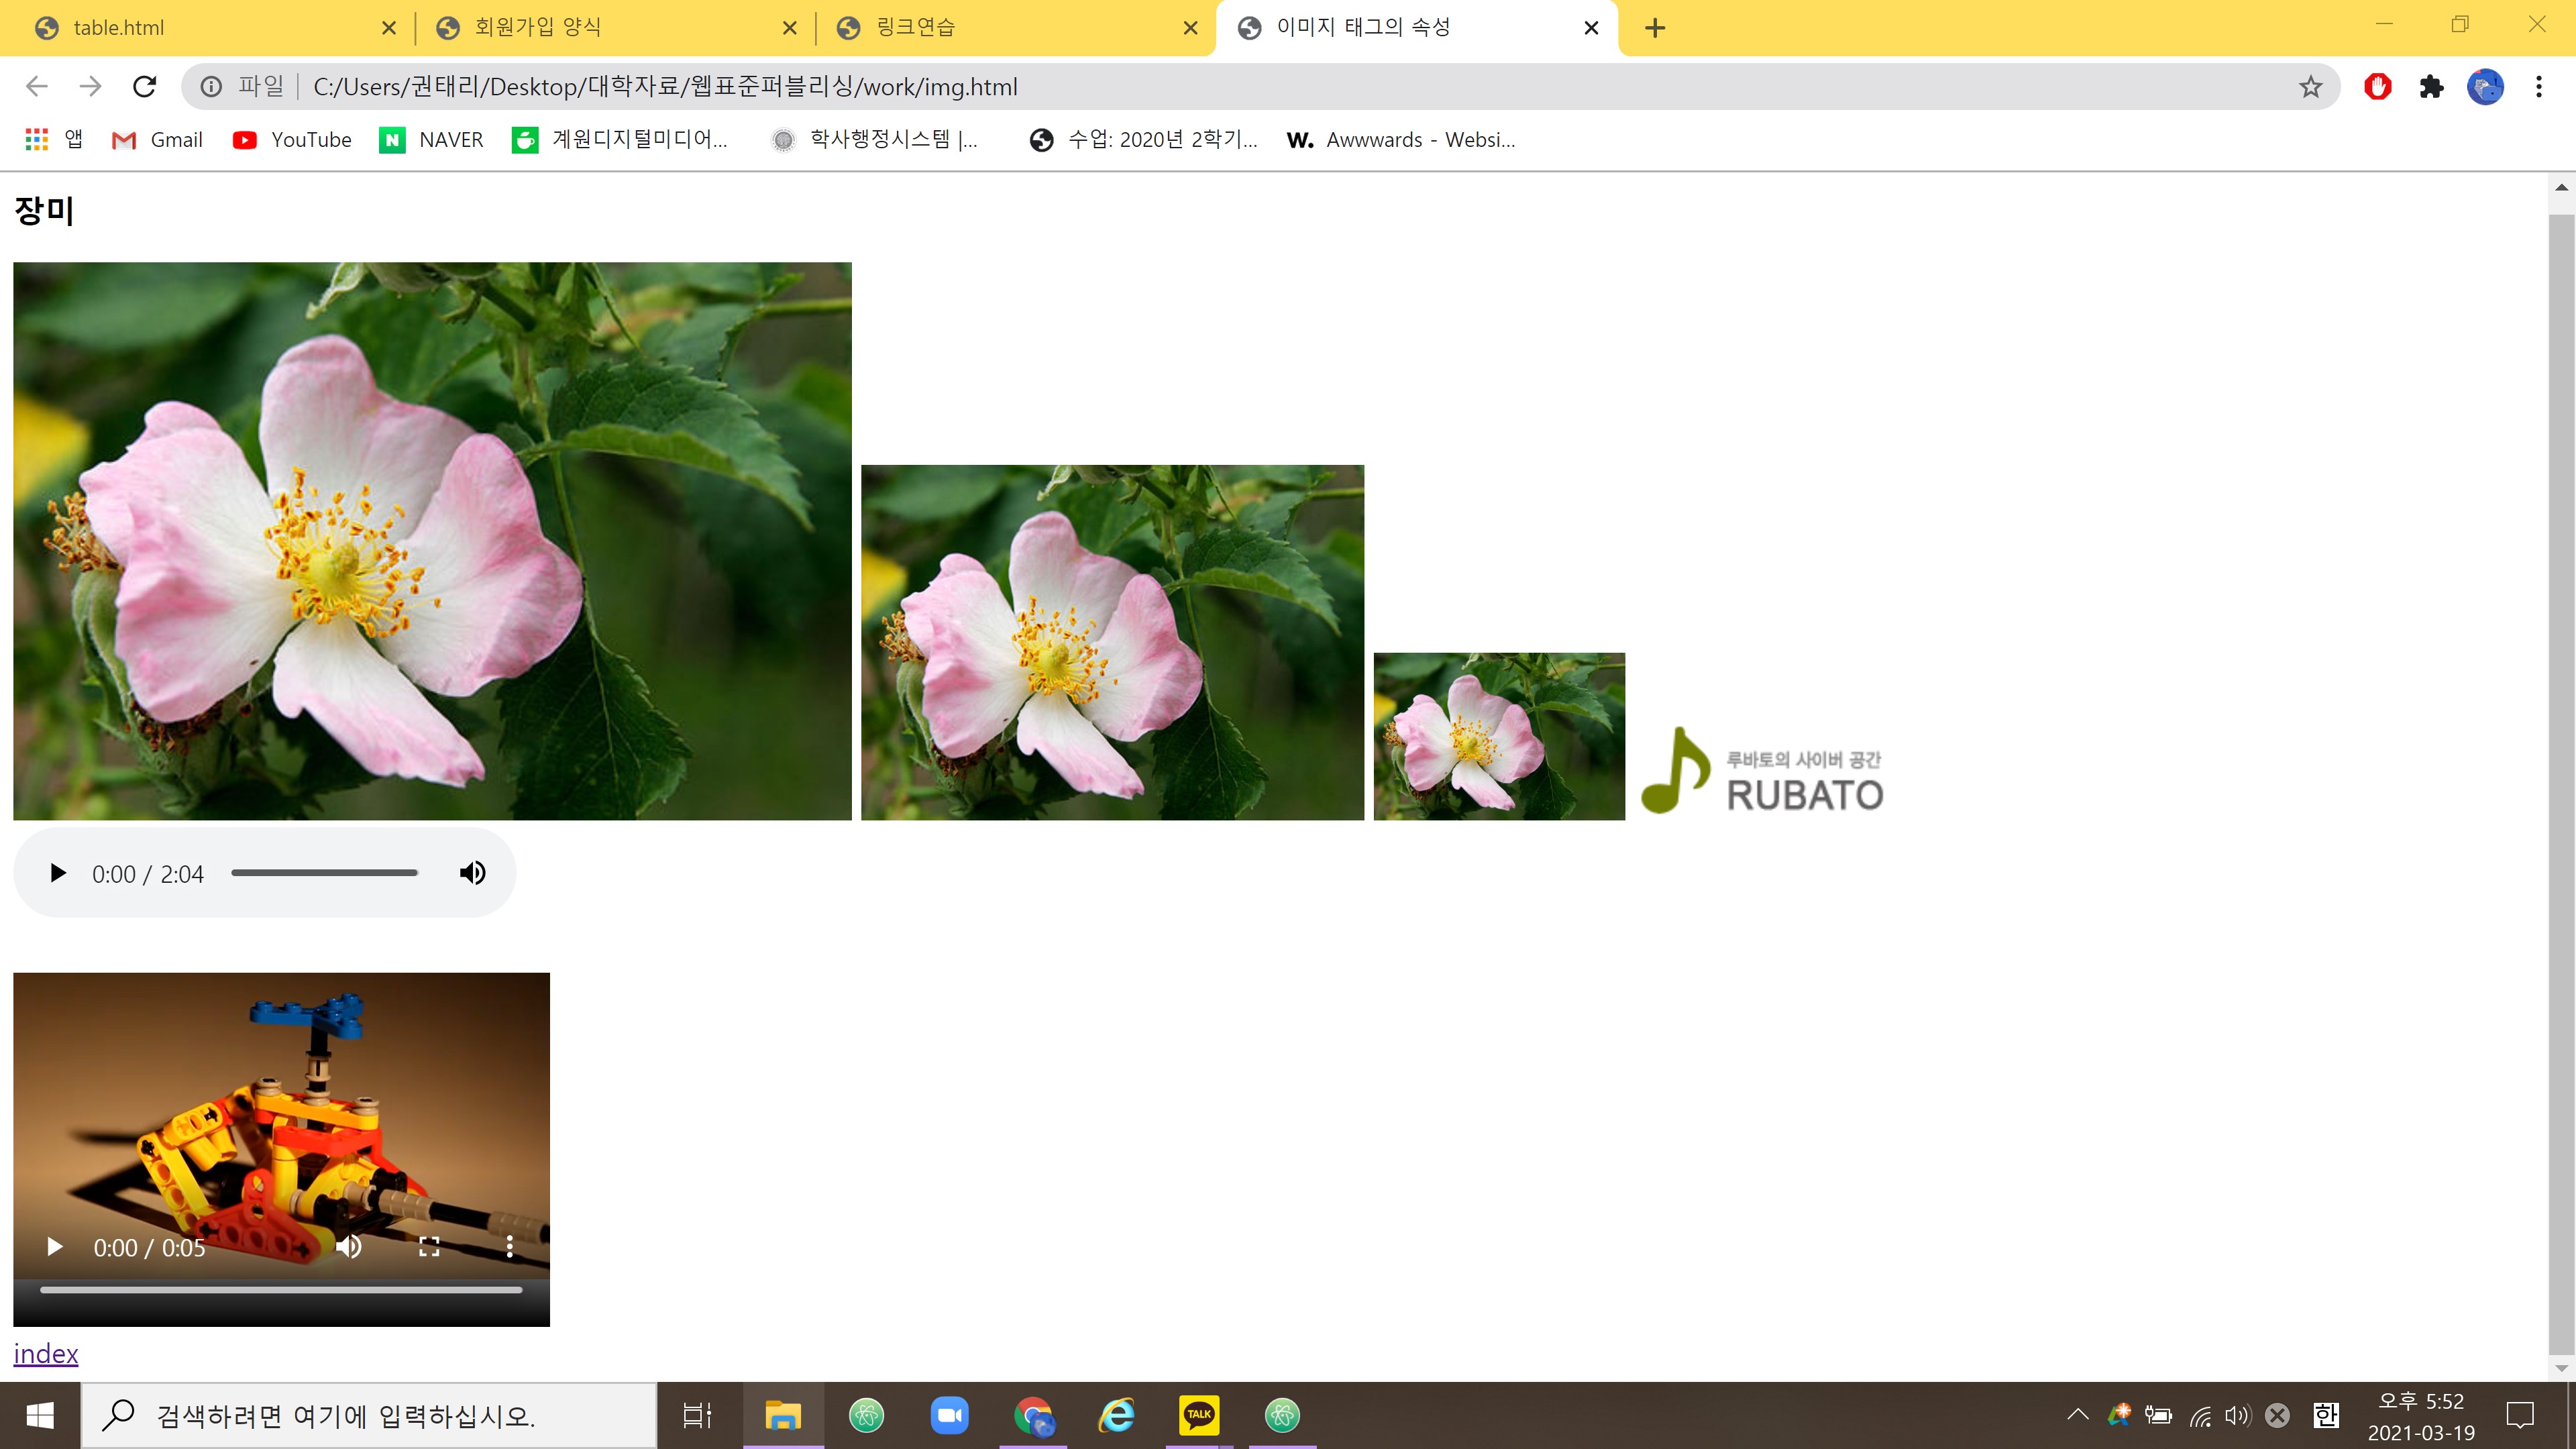 table.html
회원가입 양식
링크연습
이미지 태그의 속성
파일
C:/Users/권태리/Desktop/대학자료/웹표준퍼블리싱/work/img.html
앱
Gmail
YouTube
N
NAVER
계원디지털미디어...
학사행정시스템 |...
수업: 2020년 2학기...
W.
Awwwards - Websi...
장미
루바토의 사이버 공간
RUBATO
0:00 / 2:04
0:00 / 0:05
index
검색하려면 여기에 입력하십시오.
TALK
한
오후 5:52
2021-03-19